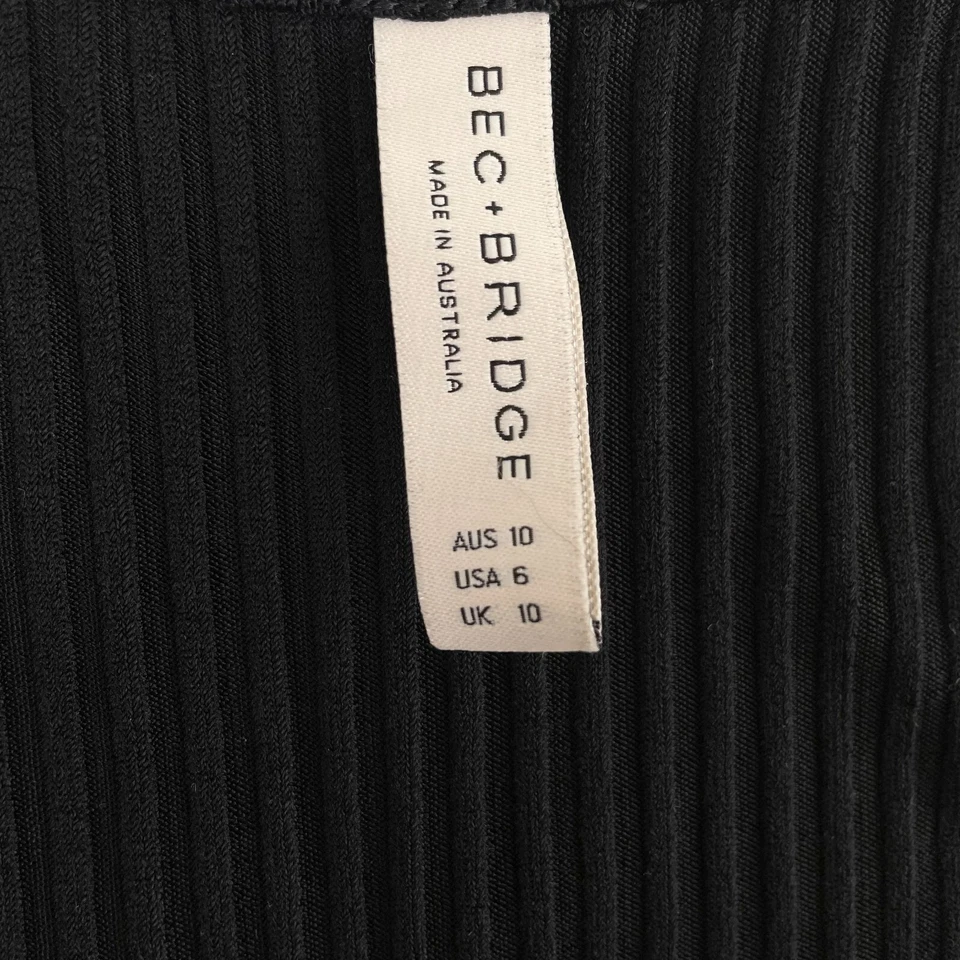 BEC+BRIDGE
MADE IN AUSTRALIA
AUS 10
USA 6
UK 10